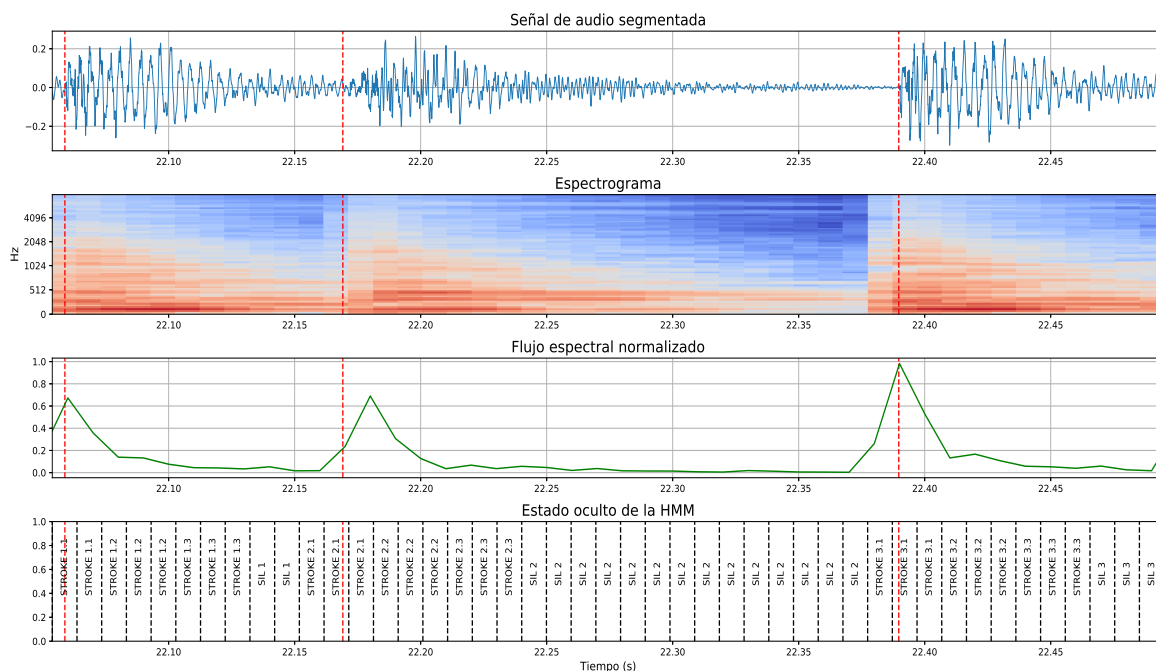 Señal de audio segmentada
0.2
0.0
−0.2
22.10 22.15 22.20 22.25 22.30 22.35 22.40 22.45
Espectrograma
Hz
4096
2048
1024
512
0
22.10 22.15 22.20 22.25 22.30 22.35 22.40 22.45
Flujo espectral normalizado
1.0
0.8
0.6
0.4
0.2
0.0
22.10 22.15 22.20 22.25 22.30 22.35 22.40 22.45
Estado oculto de la HMM
1.0
0.8
0.6
0.4
0.2
0.0
STROKE 1.1
STROKE 1.1
STROKE 1.2
STROKE 1.2
STROKE 1.2
STROKE 1.3
STROKE 1.3
STROKE 1.3
SIL 1
SIL 1
STROKE 2.1
STROKE 2.1
STROKE 2.1
STROKE 2.2
STROKE 2.2
STROKE 2.2
STROKE 2.3
STROKE 2.3
STROKE 2.3
SIL 2
SIL 2
SIL 2
SIL 2
SIL 2
SIL 2
SIL 2
SIL 2
SIL 2
SIL 2
SIL 2
SIL 2
SIL 2
SIL 2
STROKE 3.1
STROKE 3.1
STROKE 3.1
STROKE 3.2
STROKE 3.2
STROKE 3.2
STROKE 3.3
STROKE 3.3
STROKE 3.3
SIL 3
SIL 3
SIL 3
22.10 22.15 22.20 22.25 22.30 22.35 22.40 22.45
Tiempo (s)